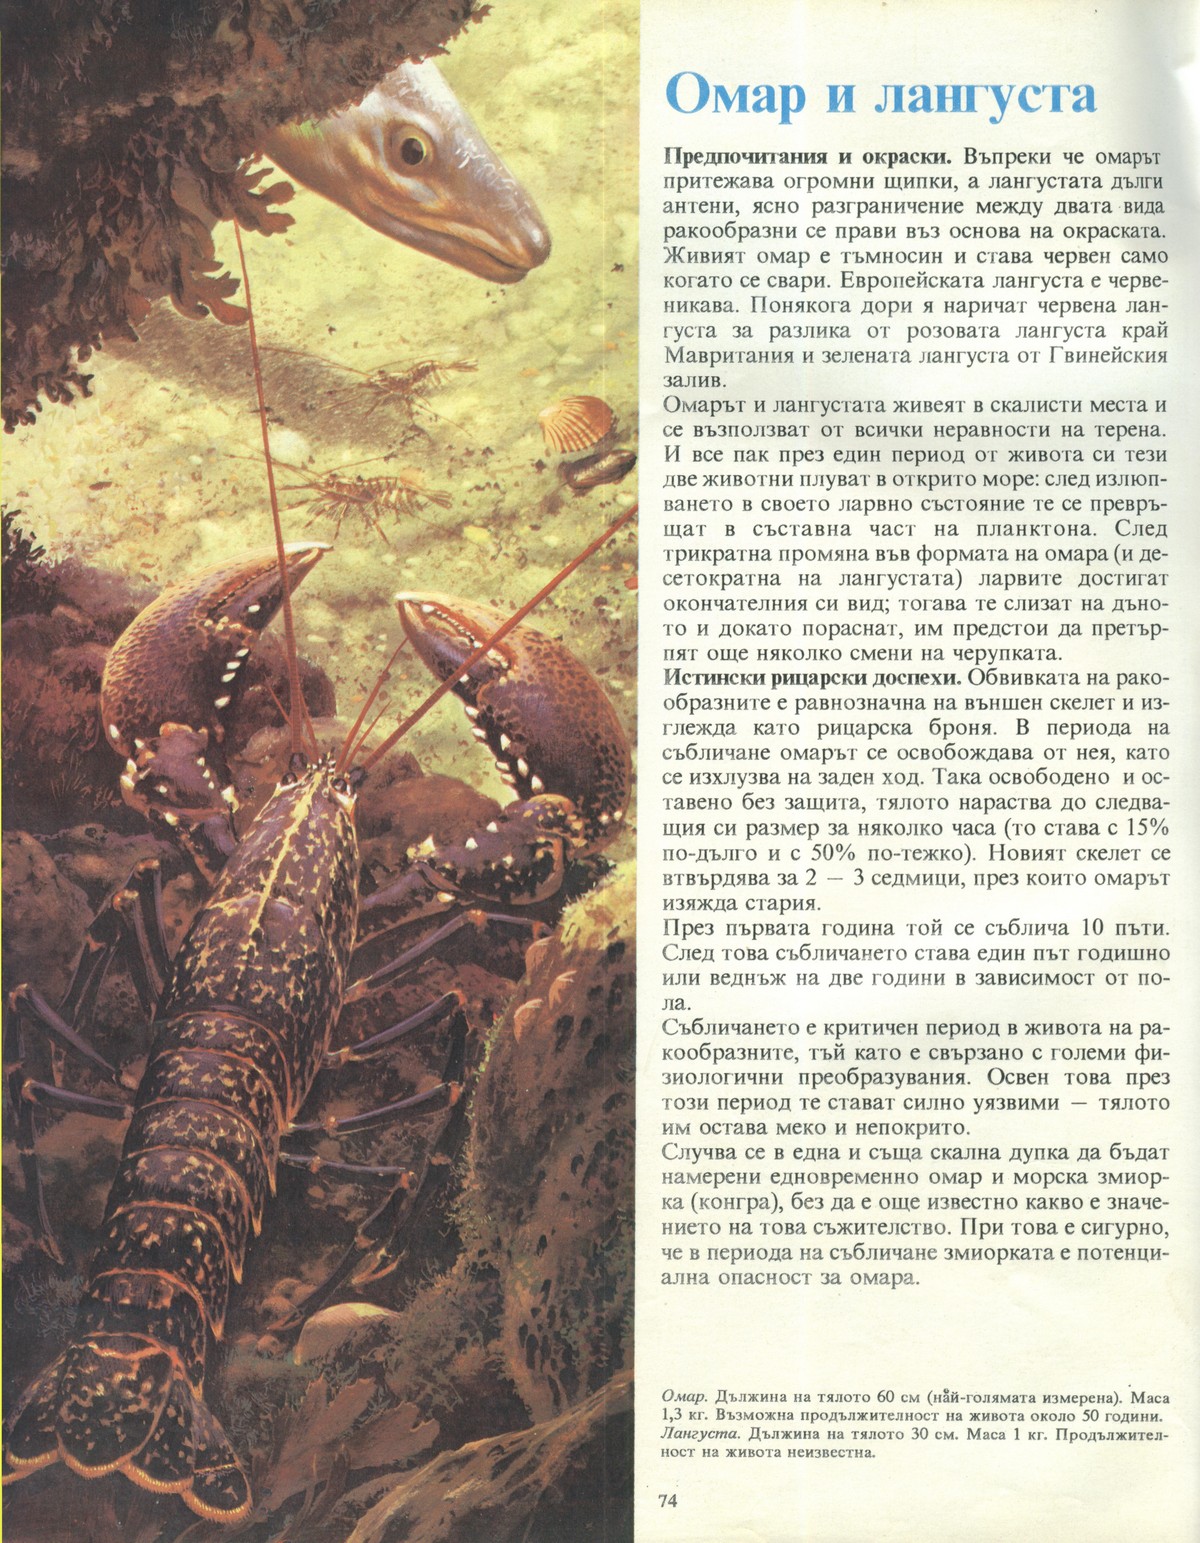 Омар и лангуста
Предпочитания и окраски. Въпреки че омарът
притежава огромни щипки, а лангустата дълги
антени, ясно разграничение между двата вида
ракообразни се прави въз основа на окраската.
Живият омар е тъмносин и става червен само
когато се свари. Европейската лангуста е черве-
никава. Понякога дори я наричат червена лан-
густа за разлика от розовата лангуста край
Мавритания и зелената лангуста от Гвинейския
залив.
Омарът и лангустата живеят в скалисти места и
се възползват от всички неравности на терена.
И все пак през един период от живота си тези
две животни плуват в открито море: след излюп-
ването в своето ларвно състояние те се превръ-
щат в съставна част на планктона. След
трикратна промяна във формата на омара (и де-
сетократна на лангустата) ларвите достигат
окончателния си вид; тогава те слизат на дъно-
то и докато пораснат, им предстои да претър-
пят още няколко смени на черупката.
Истински рицарски доспехи. Обвивката на рако-
образните е равнозначна на външен скелет и из-
глежда като рицарска броня. В периода на
събличане омарът се освобождава от нея, като
се изхлузва на заден ход. Така освободено и ос-
тавено без защита, тялото нараства до следва-
щия си размер за няколко часа (то става с 15%
по-дълго и с 50% по-тежко). Новият скелет се
втвърдява за 2 — 3 седмици, през които омарът
изяжда стария.
През първата година той се съблича 10 пъти.
След това събличането става един път годишно
или веднъж на две години в зависимост от по-
ла.
Събличането е критичен период в живота на ра-
кообразните, тъй като е свързано с големи фи-
зиологични преобразувания. Освен това през
този период те стават силно уязвими — тялото
им остава меко и непокрито.
Случва се в една и съща скална дупка да бъдат
намерени едновременно омар и морска змиор-
ка (конгра), без да е още известно какво е значе-
нието на това съжителство. При това е сигурно,
че в периода на събличане змиорката е потенци-
ална опасност за омара.
Омар. Дължина на тялото 60 см (най-голямата измерена). Маса
1,3 кг. Възможна продължителност на живота около 50 години.
Лангуста. Дължина на тялото 30 см. Маса 1 кг. Продължител-
ност на живота неизвестна.
74